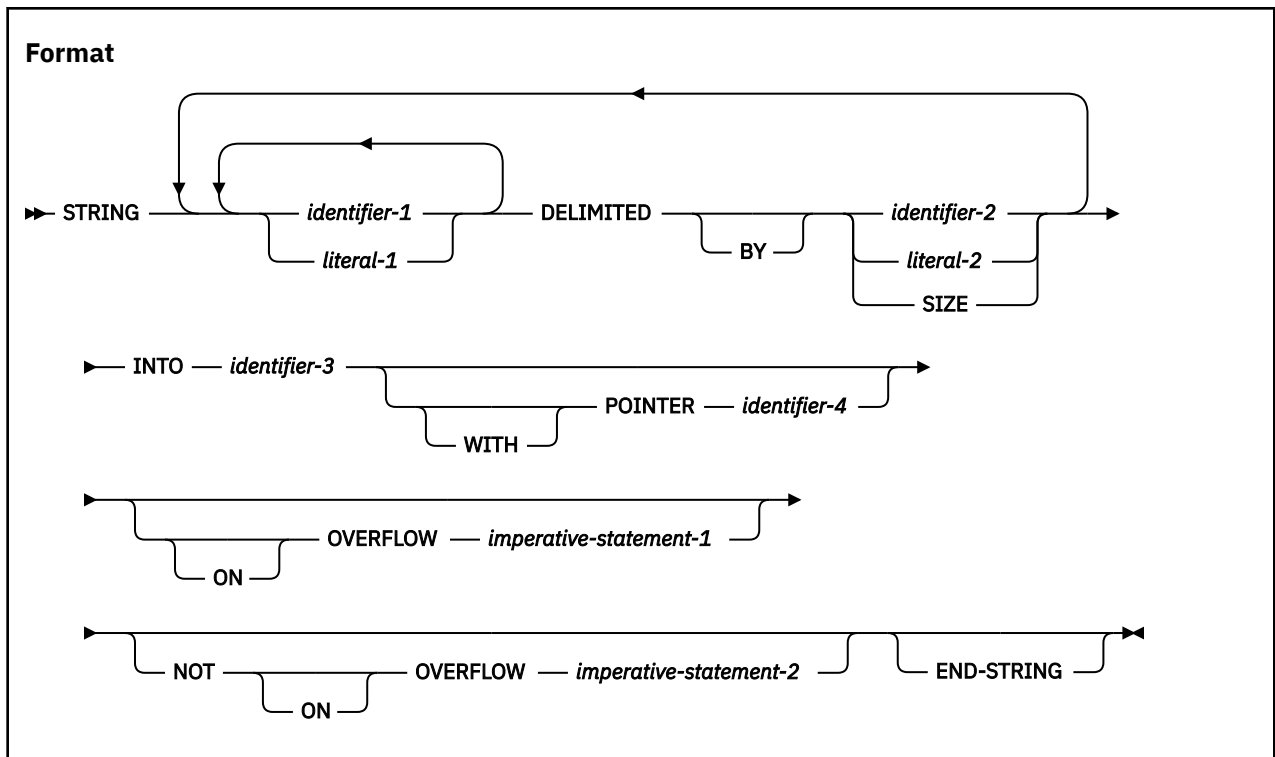 Format
STRING identifier-1 DELIMITED identifier-2
literal-1 BY literal-2
SIZE
INTO identifier-3
POINTER identifier-4
WITH
OVERFLOW imperative-statement-1
ON
NOT OVERFLOW imperative-statement-2 END-STRING
ON